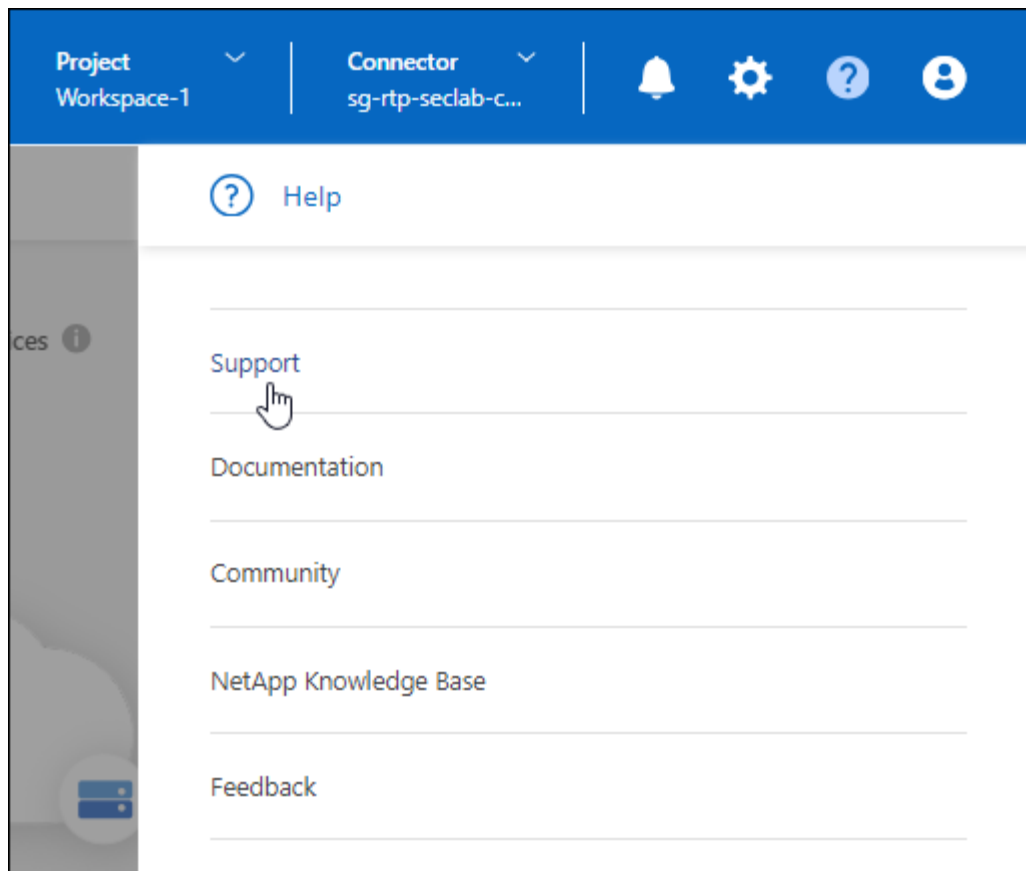 Project
Workspace-1
Connector
sg-rtp-seclab-c...
Help
ces
Support
Documentation
Community
NetApp Knowledge Base
Feedback